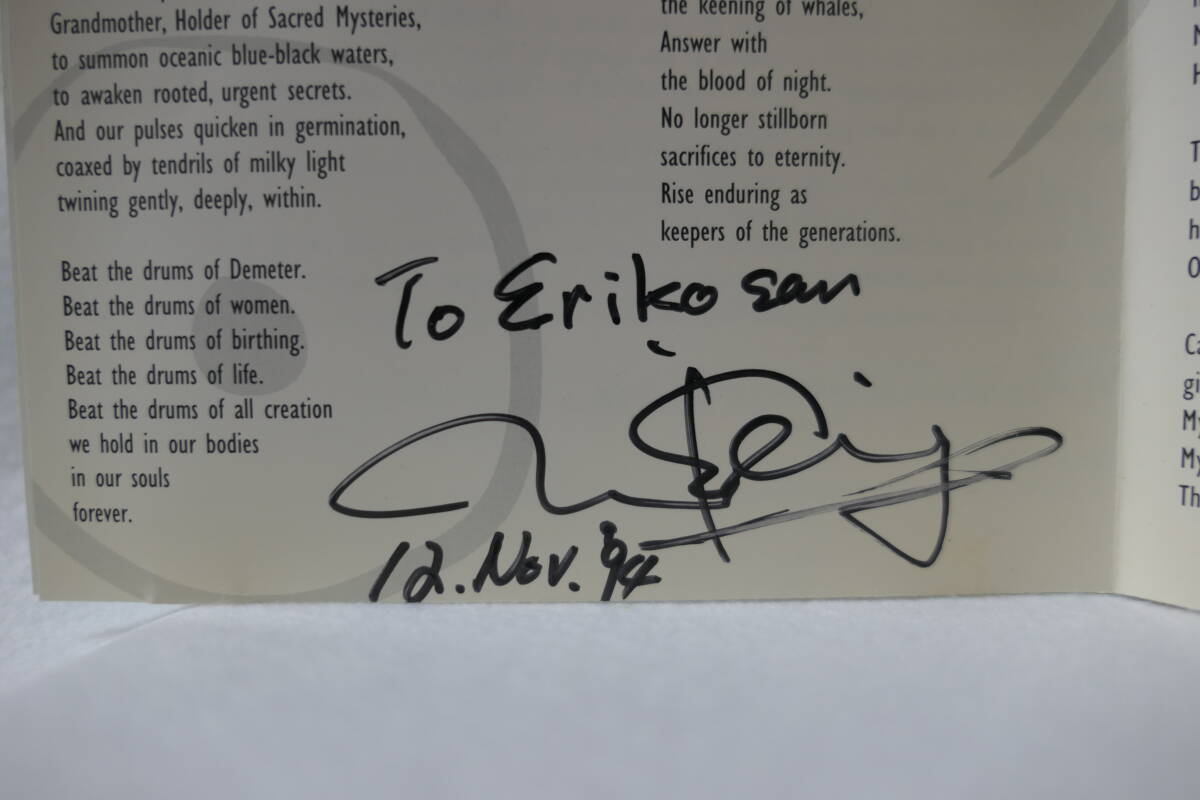 Grandmother, Holder of Sacred Mysteries,
to summon oceanic blue-black waters,
to awaken rooted, urgent secrets.
And our pulses quicken in germination,
coaxed by tendrils of milky light
twining gently, deeply, within.
Beat the drums of Demeter.
Beat the drums of women.
Beat the drums of birthing.
Beat the drums of life.
Beat the drums of all creation
we hold in our bodies
in our souls
forever.
the keening of whales,
Answer with
the blood of night.
No longer stillborn
sacrifices to eternity.
Rise enduring as
keepers of the generations.
To Eriko san
12. Nov. '94